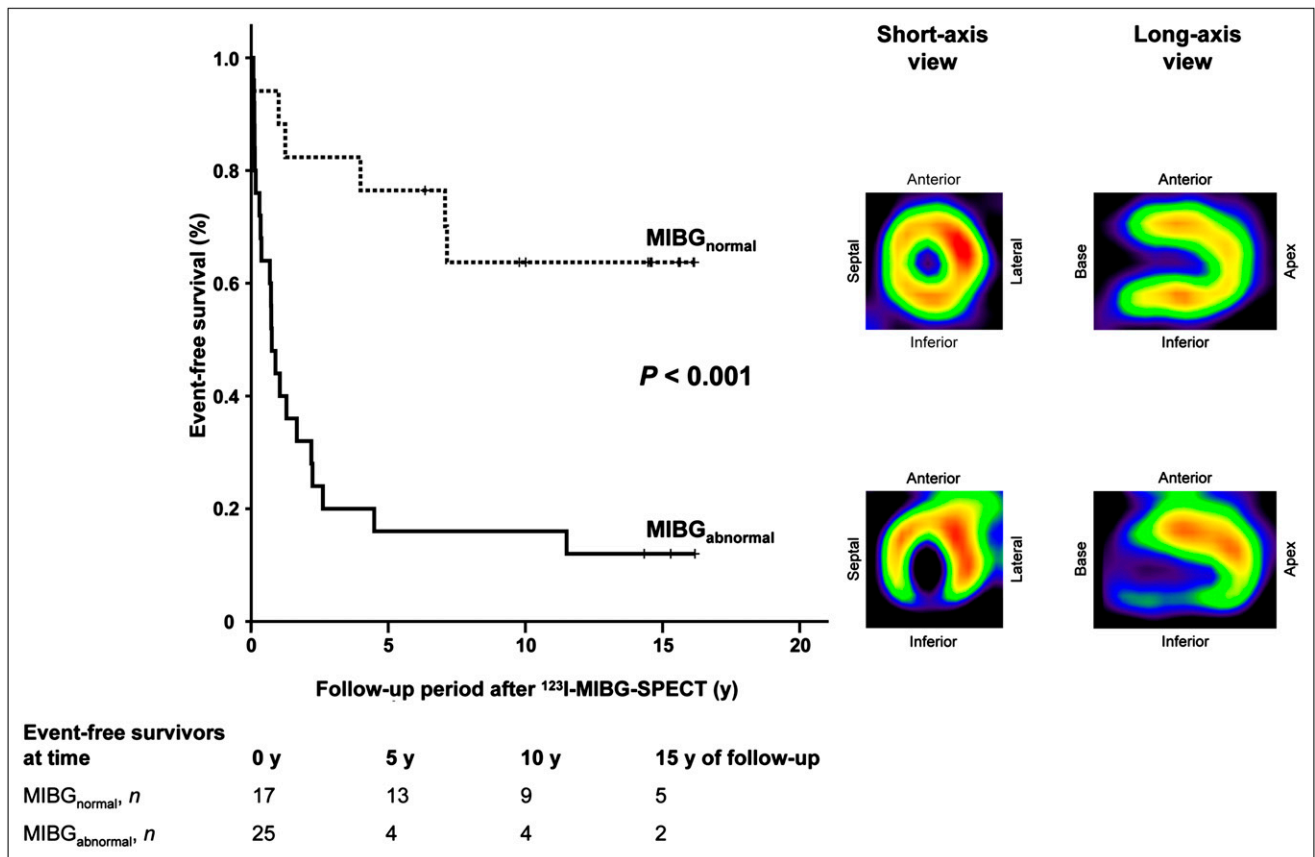 Short-axis view
Long-axis view
1.0
0.8
0.6
0.4
0.2
0
Event-free survival (%)
MIBGnormal
P < 0.001
MIBGabnormal
0 5 10 15 20
Follow-up period after ¹²³I-MIBG-SPECT (y)
Anterior
Septal
Lateral
Inferior
Anterior
Base
Apex
Inferior
Anterior
Septal
Lateral
Inferior
Anterior
Base
Apex
Inferior
Event-free survivors
at time 0 y 5 y 10 y 15 y of follow-up
MIBGnormal, n 17 13 9 5
MIBGabnormal, n 25 4 4 2